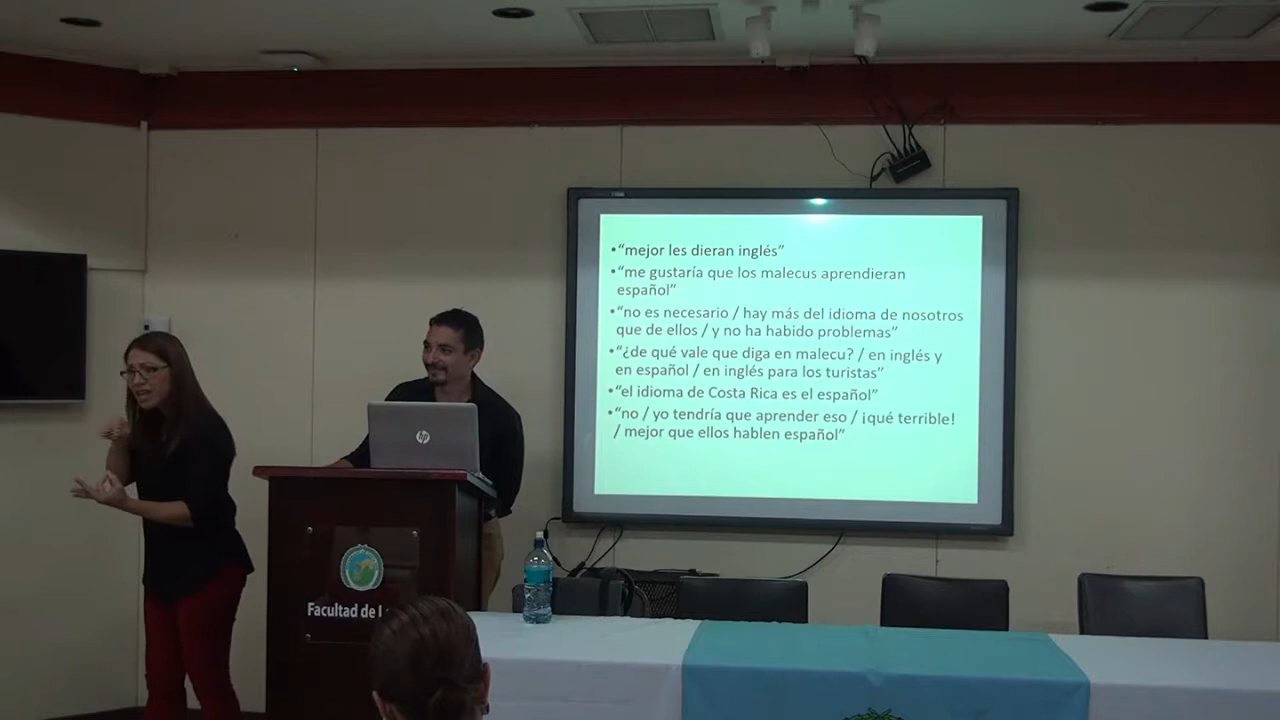 •“mejor les dieran inglés”
•“me gustaría que los malecus aprendieran
español”
•“no es necesario / hay más del idioma de nosotros
que de ellos / y no ha habido problemas”
•“¿de qué vale que diga en malecu? / en inglés y
en español / en inglés para los turistas”
•“el idioma de Costa Rica es el español”
•“no / yo tendría que aprender eso / ¡qué terrible!
/ mejor que ellos hablen español”
hp
Facultad de